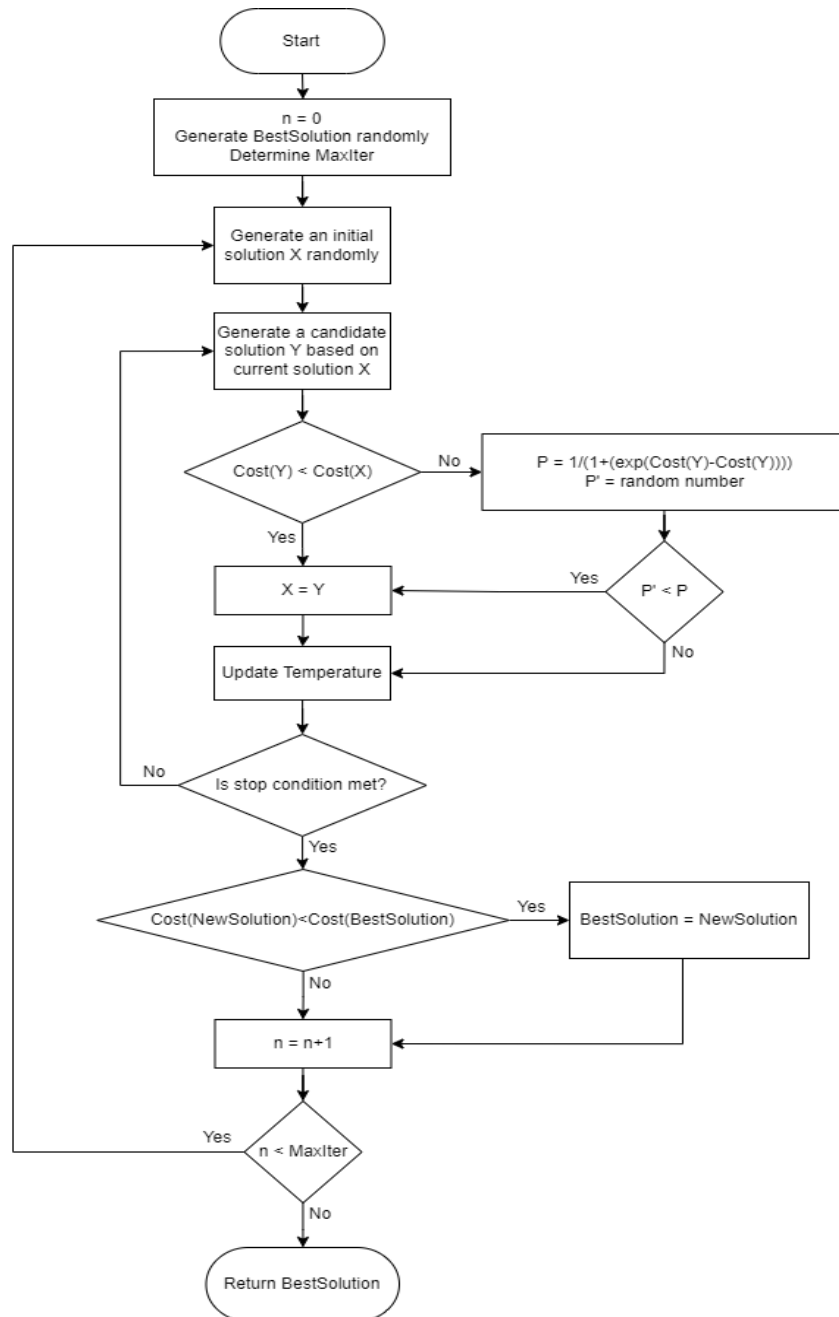 Start
n = 0
Generate BestSolution randomly
Determine MaxIter
Generate an initial
solution X randomly
Generate a candidate
solution Y based on
current solution X
Cost(Y) < Cost(X)
No
P = 1/(1+(exp(Cost(Y)-Cost(Y))))
P' = random number
Yes
X = Y
Yes
P' < P
No
Update Temperature
No
Is stop condition met?
Yes
Cost(NewSolution)<Cost(BestSolution)
Yes
BestSolution = NewSolution
No
n = n+1
Yes
n < MaxIter
No
Return BestSolution